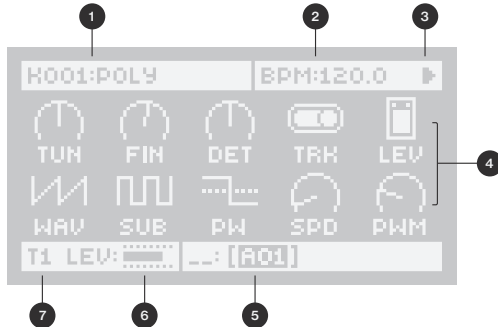 1 2 3
K001:POLY BPM:120.0
TUN FIN DET TRK LEV
4
WAV SUB PW SPD PWM
T1 LEV: __: [A01]
7 6 5